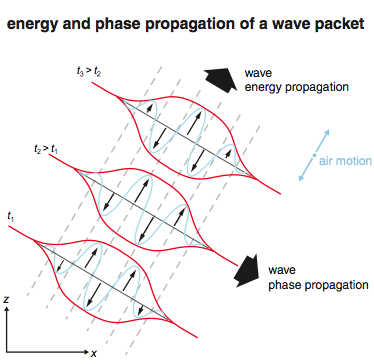 energy and phase propagation of a wave packet
t₃ > t₂
wave
energy propagation
t₂ > t₁
air motion
t₁
wave
phase propagation
z
x